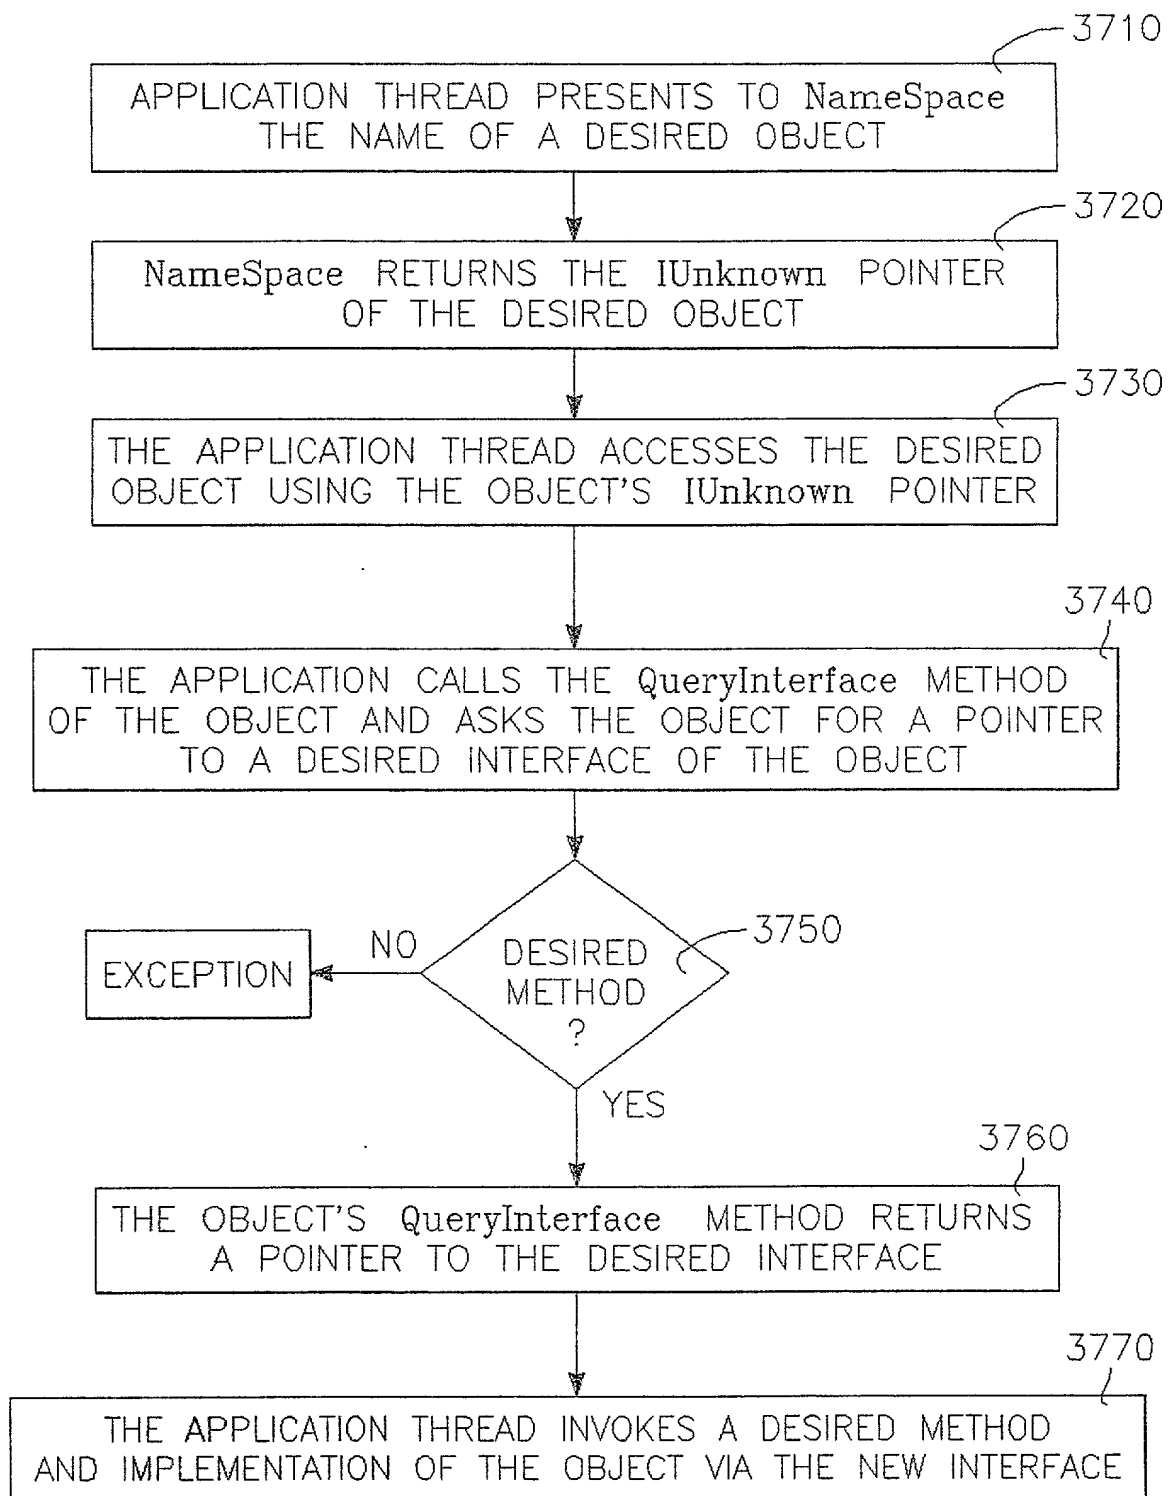 3710
APPLICATION THREAD PRESENTS TO NameSpace
THE NAME OF A DESIRED OBJECT
3720
NameSpace RETURNS THE IUnknown POINTER
OF THE DESIRED OBJECT
3730
THE APPLICATION THREAD ACCESSES THE DESIRED
OBJECT USING THE OBJECT'S IUnknown POINTER
3740
THE APPLICATION CALLS THE QueryInterface METHOD
OF THE OBJECT AND ASKS THE OBJECT FOR A POINTER
TO A DESIRED INTERFACE OF THE OBJECT
3750
DESIRED
METHOD
?
NO
EXCEPTION
YES
3760
THE OBJECT'S QueryInterface METHOD RETURNS
A POINTER TO THE DESIRED INTERFACE
3770
THE APPLICATION THREAD INVOKES A DESIRED METHOD
AND IMPLEMENTATION OF THE OBJECT VIA THE NEW INTERFACE